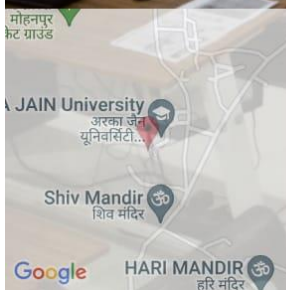 मोहनपुर
केट ग्राउंड
A JAIN University
अरका जैन
यूनिवर्सिटी...
Shiv Mandir
शिव मंदिर
Google
HARI MANDIR
हरि मंदिर